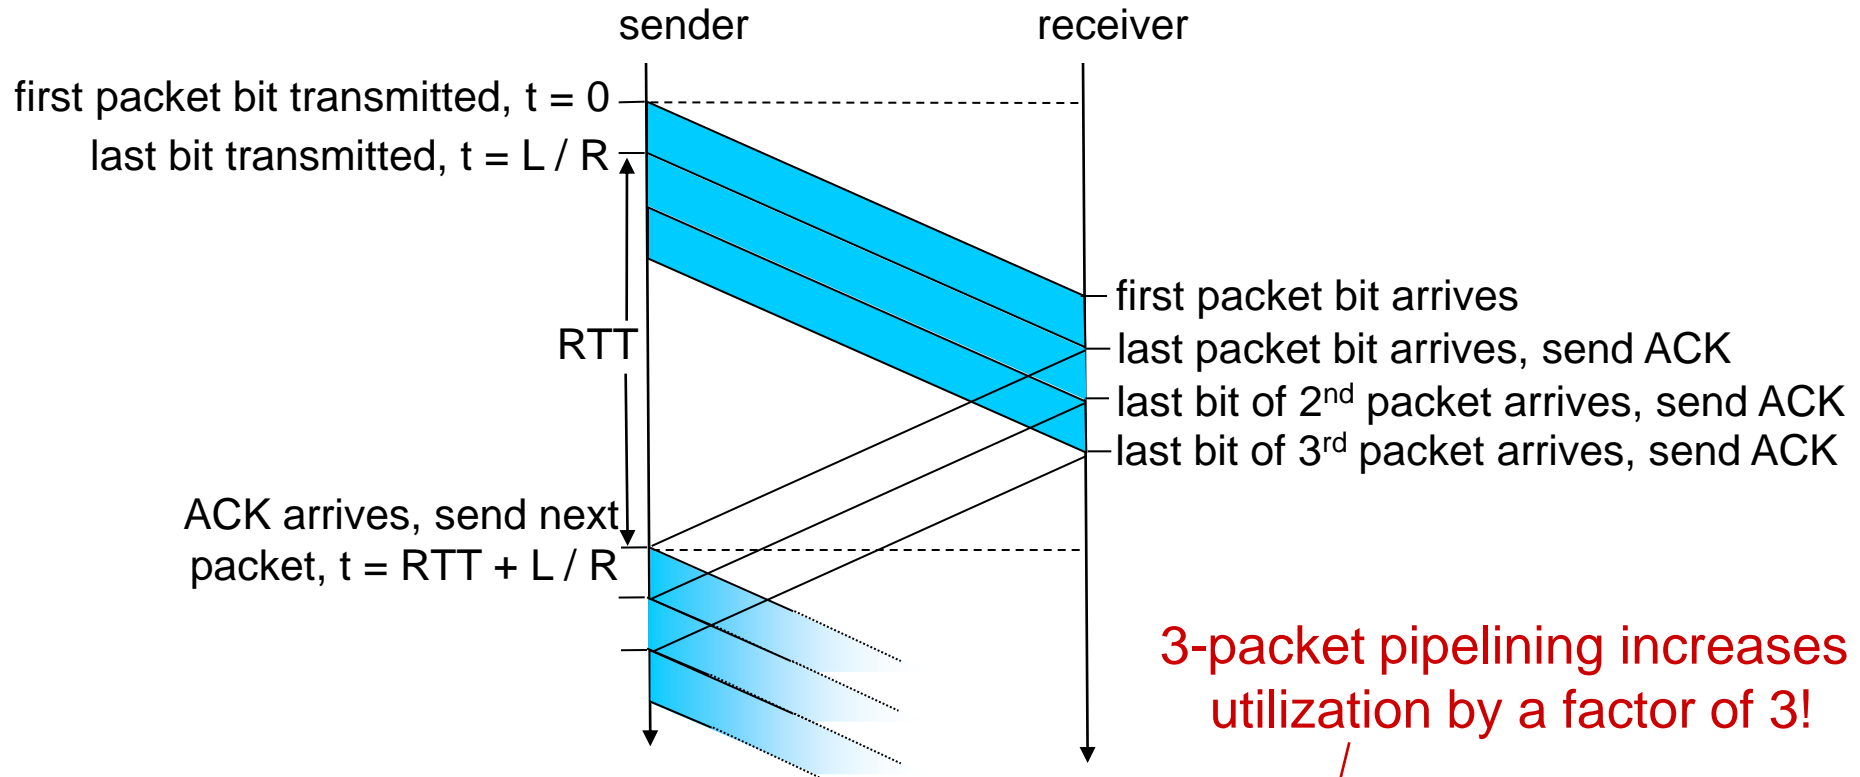 sender
receiver
first packet bit transmitted, t = 0
last bit transmitted, t = L / R
first packet bit arrives
RTT
last packet bit arrives, send ACK
last bit of 2nd packet arrives, send ACK
last bit of 3rd packet arrives, send ACK
ACK arrives, send next
packet, t = RTT + L / R
3-packet pipelining increases
utilization by a factor of 3!